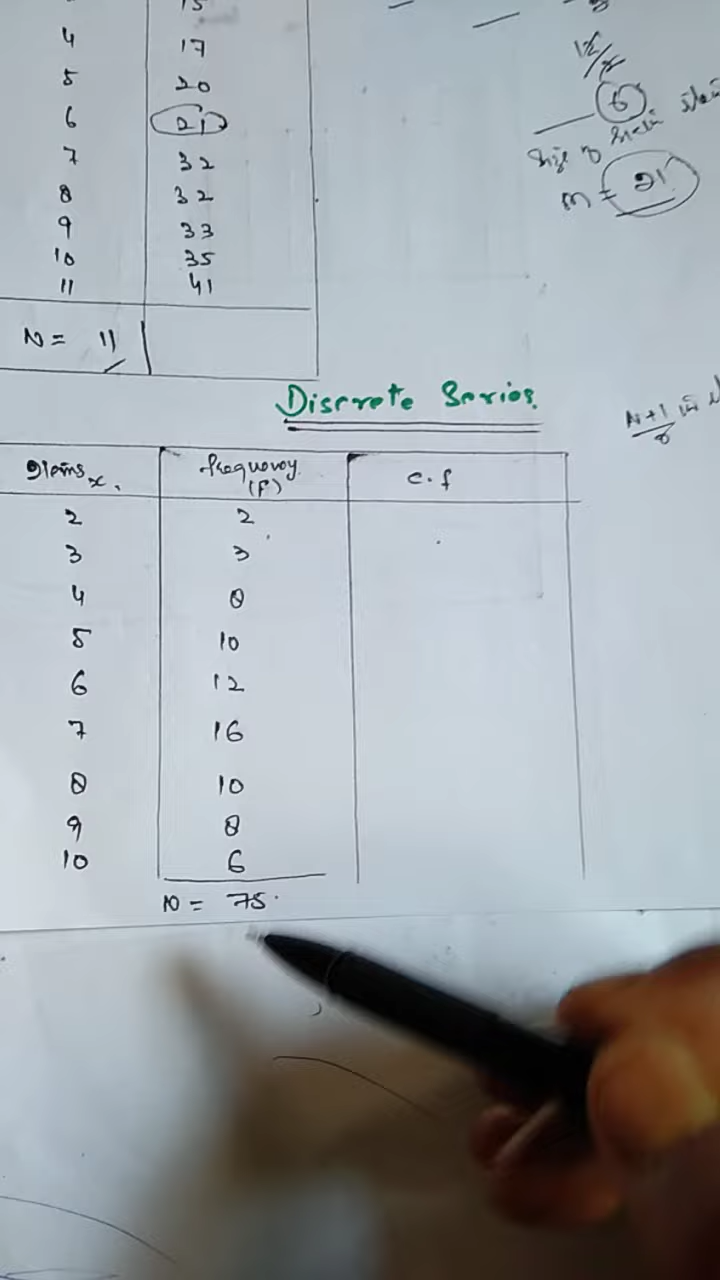 15
4 17
5 20
6 21
7 32
8 32
9 33
10 35
11 41
N = 11
6
m = 21
Discrete Series.
N+1
frequency (f) c.f
x.
2 2
3 3
4 8
5 10
6 12
7 16
8 10
9 8
10 6
N = 75.